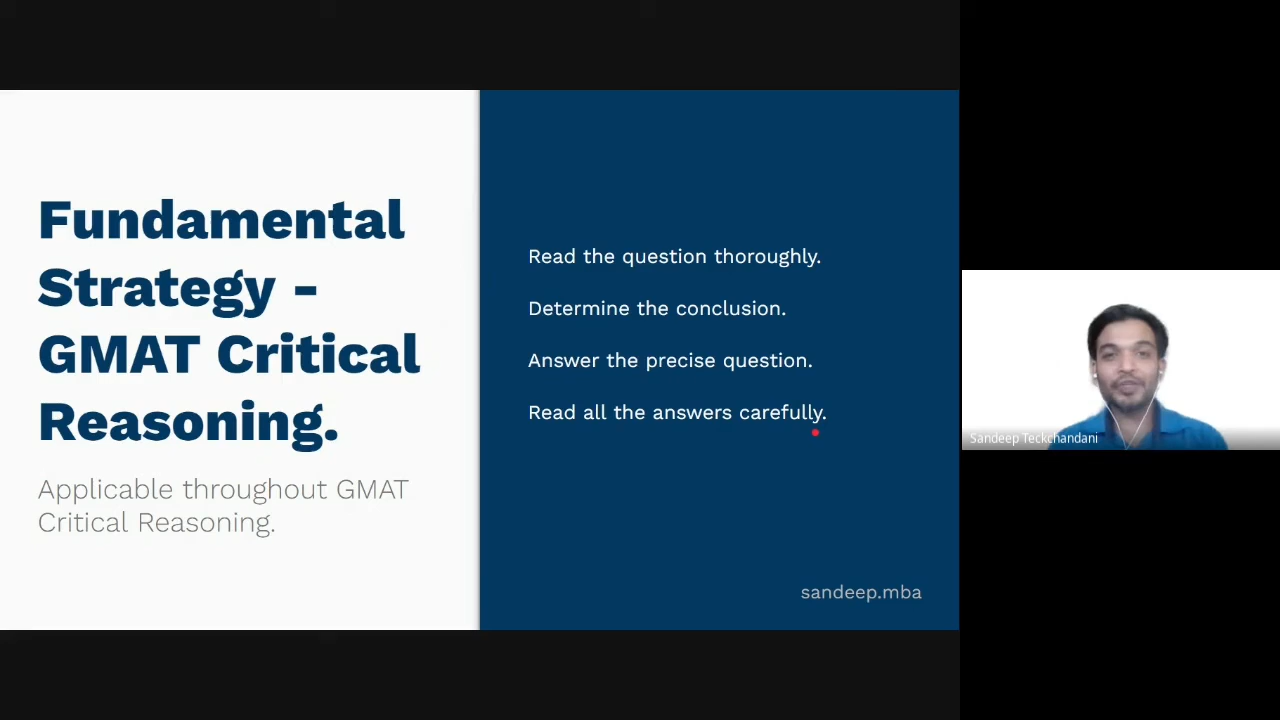 Fundamental
Strategy -
GMAT Critical
Reasoning.
Applicable throughout GMAT
Critical Reasoning.
Read the question thoroughly.
Determine the conclusion.
Answer the precise question.
Read all the answers carefully.
sandeep.mba
Sandeep Teckchandani